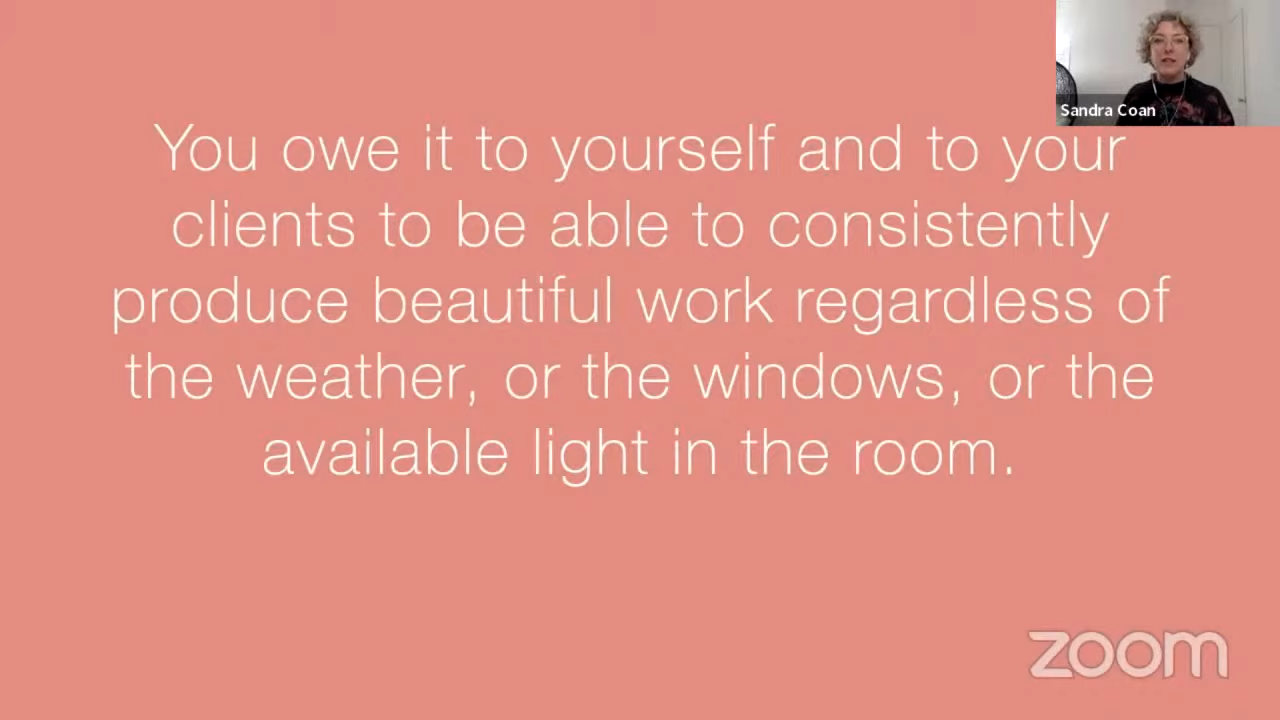 Sandra Coan
You owe it to yourself and to your
clients to be able to consistently
produce beautiful work regardless of
the weather, or the windows, or the
available light in the room.
zoom